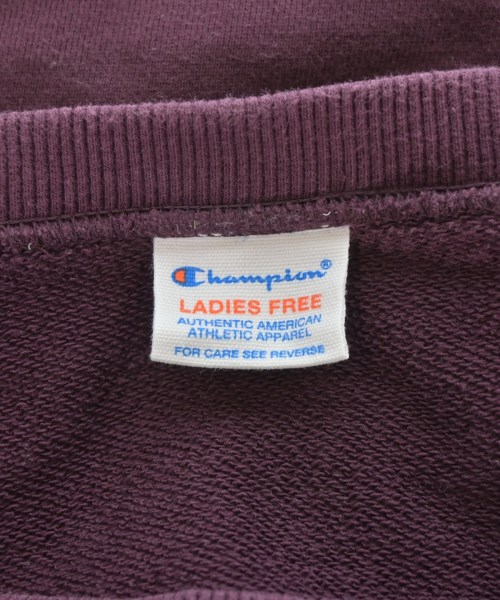 Champion®
LADIES FREE
AUTHENTIC AMERICAN
ATHLETIC APPAREL
FOR CARE SEE REVERSE